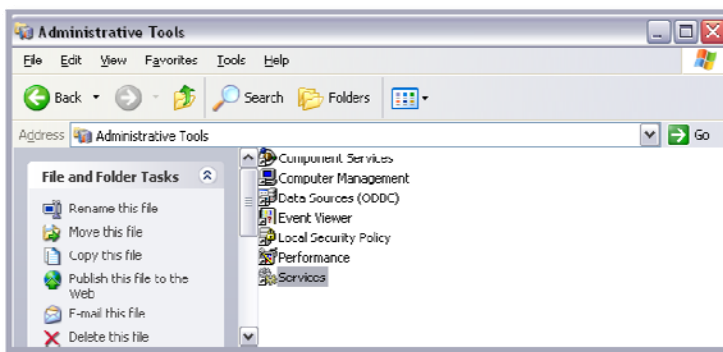 Administrative Tools
File Edit View Favorites Tools Help
Back Search Folders
Address Administrative Tools Go
File and Folder Tasks
Rename this file
Move this file
Copy this file
Publish this file to the
Web
E-mail this file
Delete this file
Component Services
Computer Management
Data Sources (ODBC)
Event Viewer
Local Security Policy
Performance
Services